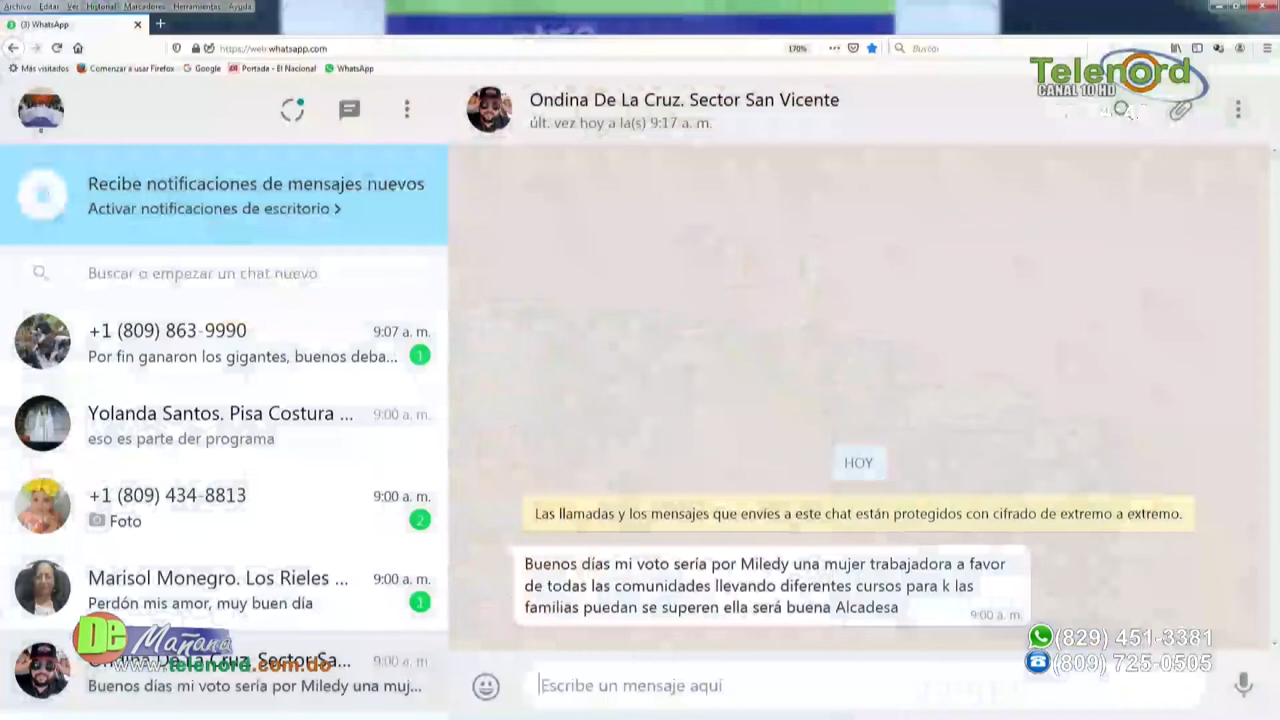 Archivo Editar Ver Historial Marcadores Herramientas Ayuda
(3) WhatsApp
https://web.whatsapp.com
170%
Buscar
Más visitados Comenzar a usar Firefox Google Portada - El Nacional WhatsApp
Telenord
CANAL 10 HD
Ondina De La Cruz. Sector San Vicente
últ. vez hoy a la(s) 9:17 a. m.
Recibe notificaciones de mensajes nuevos
Activar notificaciones de escritorio >
Buscar o empezar un chat nuevo
+1 (809) 863-9990 9:07 a. m.
Por fin ganaron los gigantes, buenos deba... 1
Yolanda Santos. Pisa Costura ... 9:00 a. m.
eso es parte der programa
+1 (809) 434-8813 9:00 a. m.
Foto 2
Marisol Monegro. Los Rieles ... 9:00 a. m.
Perdón mis amor, muy buen día 1
Ondina De La Cruz. Sector Sa... 9:00 a. m.
Buenos días mi voto sería por Miledy una muj...
HOY
Las llamadas y los mensajes que envíes a este chat están protegidos con cifrado de extremo a extremo.
Buenos días mi voto sería por Miledy una mujer trabajadora a favor
de todas las comunidades llevando diferentes cursos para k las
familias puedan se superen ella será buena Alcadesa
9:00 a. m.
Escribe un mensaje aquí
De Mañana
www.telenord.com.do
(829) 451-3381
(809) 725-0505